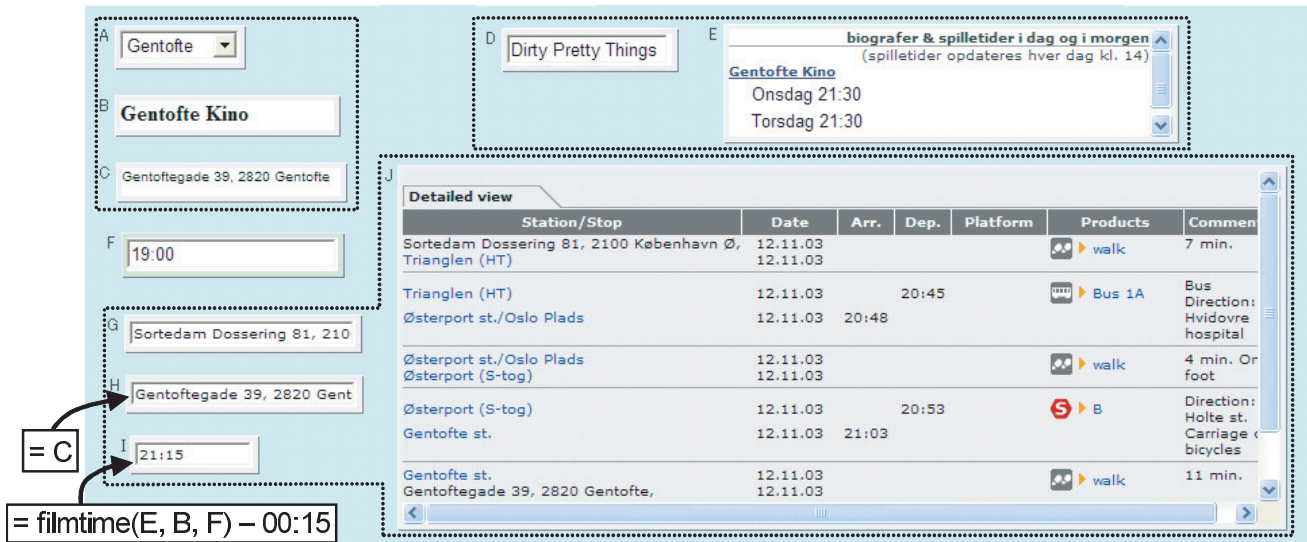 A
Gentofte
B
Gentofte Kino
C
Gentoftegade 39, 2820 Gentofte
D
Dirty Pretty Things
E
biografer & spilletider i dag og i morgen
(spilletider opdateres hver dag kl. 14)
Gentofte Kino
Onsdag 21:30
Torsdag 21:30
F
19:00
G
Sortedam Dossering 81, 210
H
Gentoftegade 39, 2820 Gent
= C
I
21:15
= filmtime(E, B, F) – 00:15
J
Detailed view
Station/Stop Date Arr. Dep. Platform Products Commen
Sortedam Dossering 81, 2100 København Ø, 12.11.03 walk 7 min.
Trianglen (HT) 12.11.03
Trianglen (HT) 12.11.03 20:45 Bus 1A Bus
Direction:
Østerport st./Oslo Plads 12.11.03 20:48 Hvidovre
hospital
Østerport st./Oslo Plads 12.11.03 walk 4 min. On
Østerport (S-tog) 12.11.03 foot
Østerport (S-tog) 12.11.03 20:53 S B Direction:
Holte st.
Gentofte st. 12.11.03 21:03 Carriage o
bicycles
Gentofte st. 12.11.03 walk 11 min.
Gentoftegade 39, 2820 Gentofte, 12.11.03